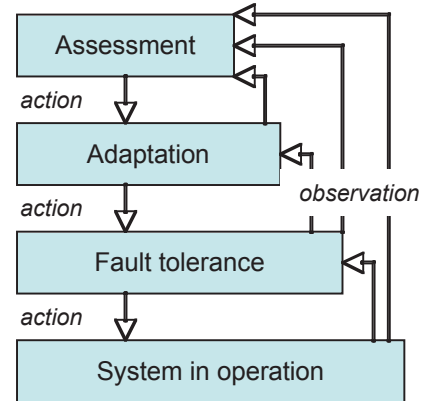 Assessment
action
Adaptation
action
observation
Fault tolerance
action
System in operation